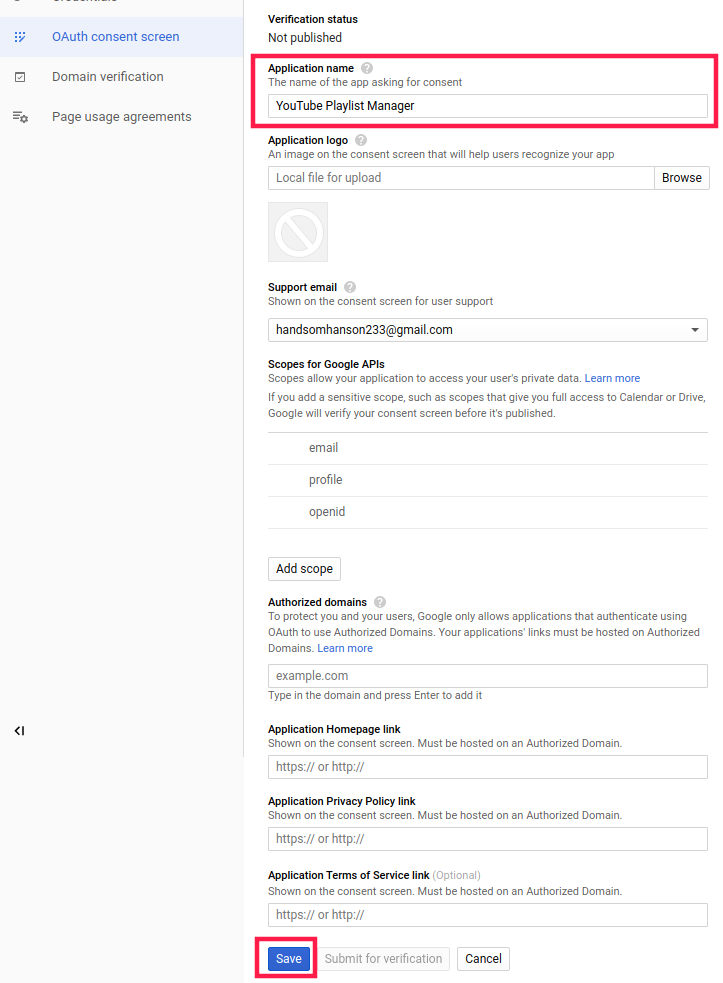 Verification status
Not published
OAuth consent screen
Application name ?
The name of the app asking for consent
Domain verification
YouTube Playlist Manager
Page usage agreements
Application logo ?
An image on the consent screen that will help users recognize your app
Local file for upload Browse
Support email ?
Shown on the consent screen for user support
handsomhanson233@gmail.com
Scopes for Google APIs
Scopes allow your application to access your user's private data. Learn more
If you add a sensitive scope, such as scopes that give you full access to Calendar or Drive,
Google will verify your consent screen before it's published.
email
profile
openid
Add scope
Authorized domains ?
To protect you and your users, Google only allows applications that authenticate using
OAuth to use Authorized Domains. Your applications' links must be hosted on Authorized
Domains. Learn more
example.com
Type in the domain and press Enter to add it
Application Homepage link
Shown on the consent screen. Must be hosted on an Authorized Domain.
https:// or http://
Application Privacy Policy link
Shown on the consent screen. Must be hosted on an Authorized Domain.
https:// or http://
Application Terms of Service link (Optional)
Shown on the consent screen. Must be hosted on an Authorized Domain.
https:// or http://
Save Submit for verification Cancel